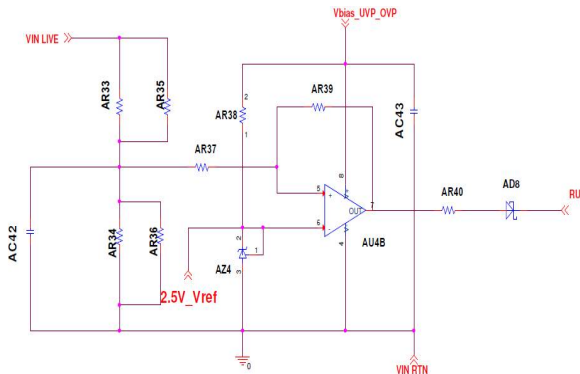 Vbias_UVP_OVP
VIN LIVE
AR33
AR35
AR38
2
1
AR39
AC43
AR37
8
5
+
6
-
OUT
7
4
AU4B
AR40
AD8
RU
AC42
AR34
AR36
2
1
3
AZ4
2.5V_Vref
0
VIN RTN